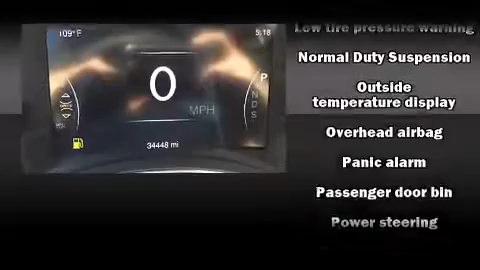 109°F
5:18
0
MPH
P
N
D
S
34448 mi
Low tire pressure warning
Normal Duty Suspension
Outside
temperature display
Overhead airbag
Panic alarm
Passenger door bin
Power steering